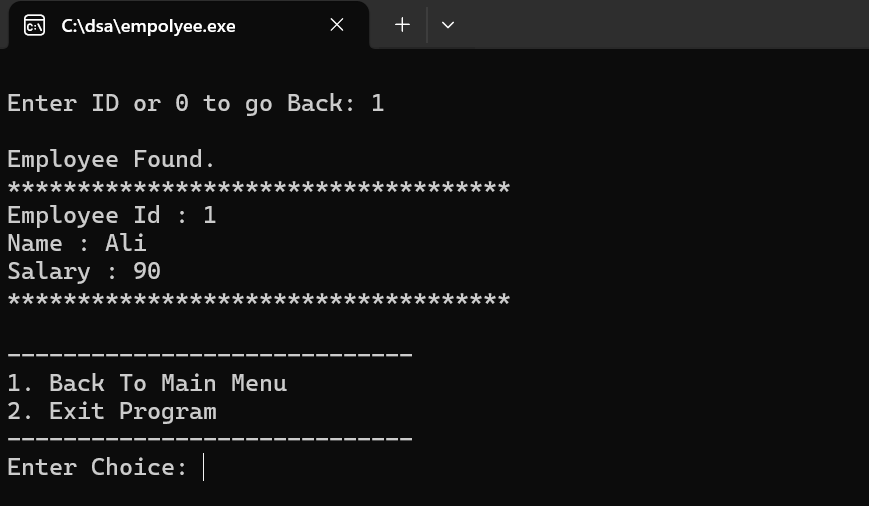 C:\dsa\empolyee.exe
Enter ID or 0 to go Back: 1
Employee Found.
************************************
Employee Id : 1
Name : Ali
Salary : 90
************************************
-----------------------------
1. Back To Main Menu
2. Exit Program
-----------------------------
Enter Choice: